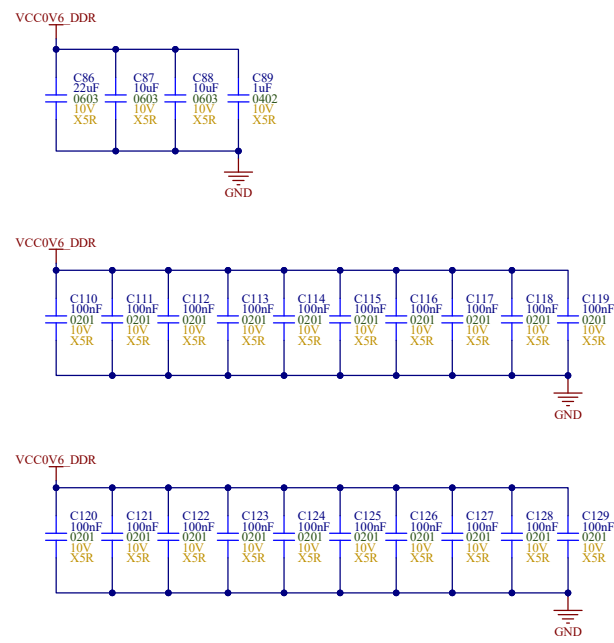 VCC0V6_DDR
C86 C87 C88 C89
22uF 10uF 10uF 1uF
0603 0603 0603 0402
10V 10V 10V 10V
X5R X5R X5R X5R
GND
VCC0V6_DDR
C110 C111 C112 C113 C114 C115 C116 C117 C118 C119
100nF 100nF 100nF 100nF 100nF 100nF 100nF 100nF 100nF 100nF
0201 0201 0201 0201 0201 0201 0201 0201 0201 0201
10V 10V 10V 10V 10V 10V 10V 10V 10V 10V
X5R X5R X5R X5R X5R X5R X5R X5R X5R X5R
GND
VCC0V6_DDR
C120 C121 C122 C123 C124 C125 C126 C127 C128 C129
100nF 100nF 100nF 100nF 100nF 100nF 100nF 100nF 100nF 100nF
0201 0201 0201 0201 0201 0201 0201 0201 0201 0201
10V 10V 10V 10V 10V 10V 10V 10V 10V 10V
X5R X5R X5R X5R X5R X5R X5R X5R X5R X5R
GND